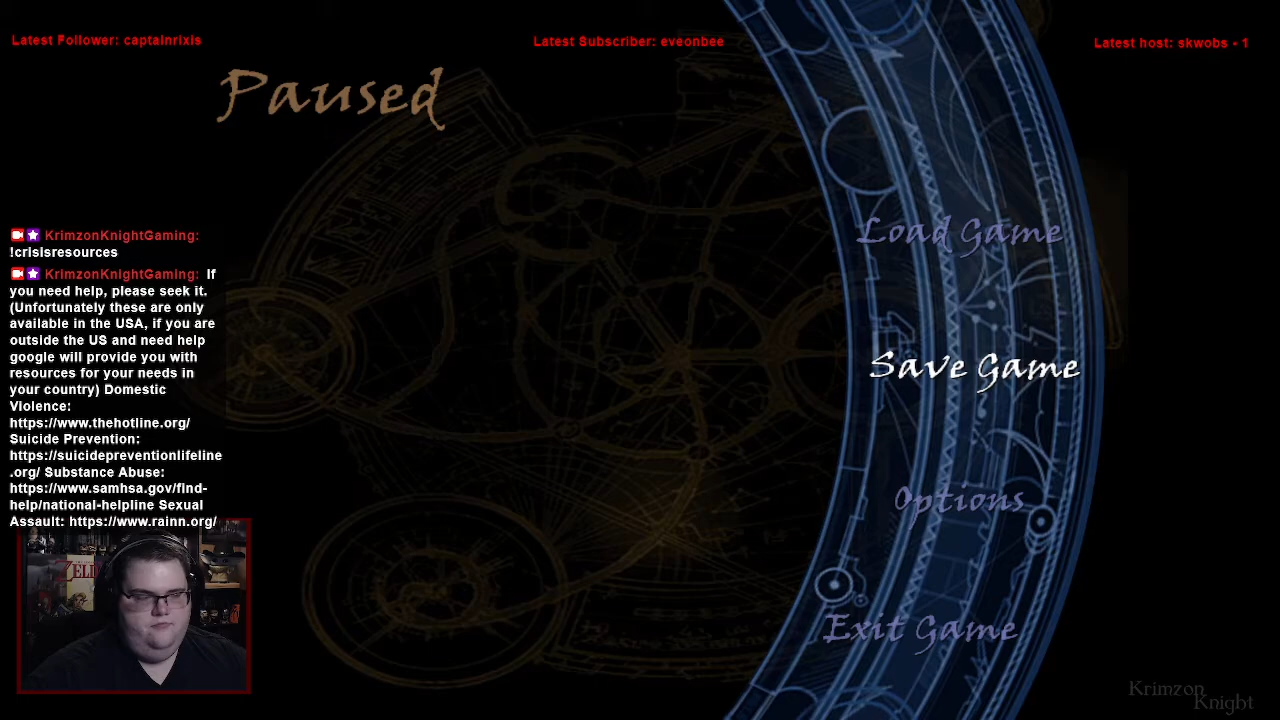 Latest Follower: captainrixis
Latest Subscriber: eveonbee
Latest host: skwobs - 1
Paused
Load Game
Save Game
Options
Exit Game
KrimzonKnightGaming:
!crisisresources
KrimzonKnightGaming: If
you need help, please seek it.
(Unfortunately these are only
available in the USA, if you are
outside the US and need help
google will provide you with
resources for your needs in
your country) Domestic
Violence:
https://www.thehotline.org/
Suicide Prevention:
https://suicidepreventionlifeline
.org/ Substance Abuse:
https://www.samhsa.gov/find-
help/national-helpline Sexual
Assault: https://www.rainn.org/
ZELD
Krimzon
Knight